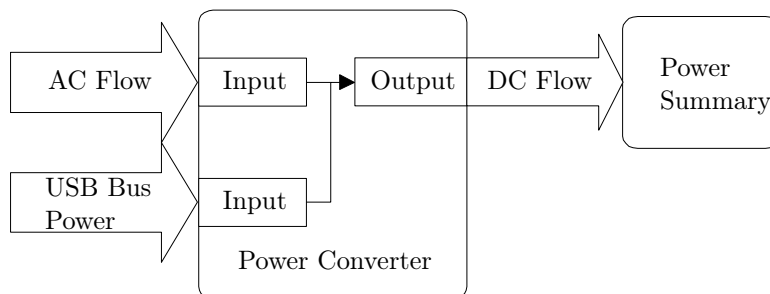 AC Flow
Input
Output
DC Flow
Power
Summary
USB Bus
Power
Input
Power Converter